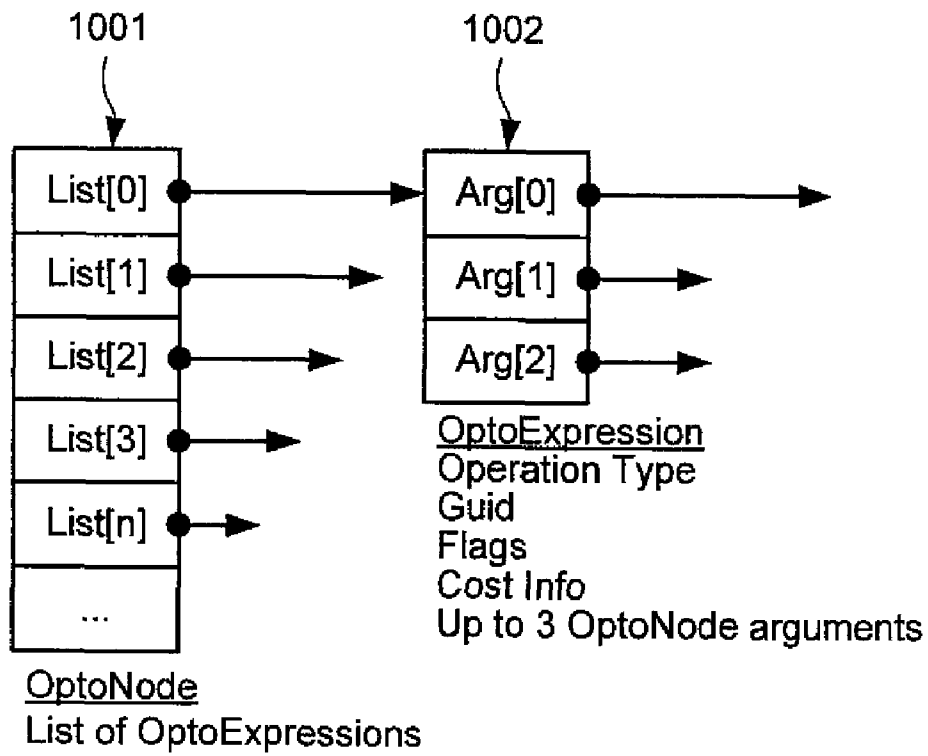 1001
1002
List[0]
Arg[0]
List[1]
Arg[1]
List[2]
Arg[2]
List[3]
OptoExpression
Operation Type
List[n]
Guid
Flags
...
Cost Info
Up to 3 OptoNode arguments
OptoNode
List of OptoExpressions